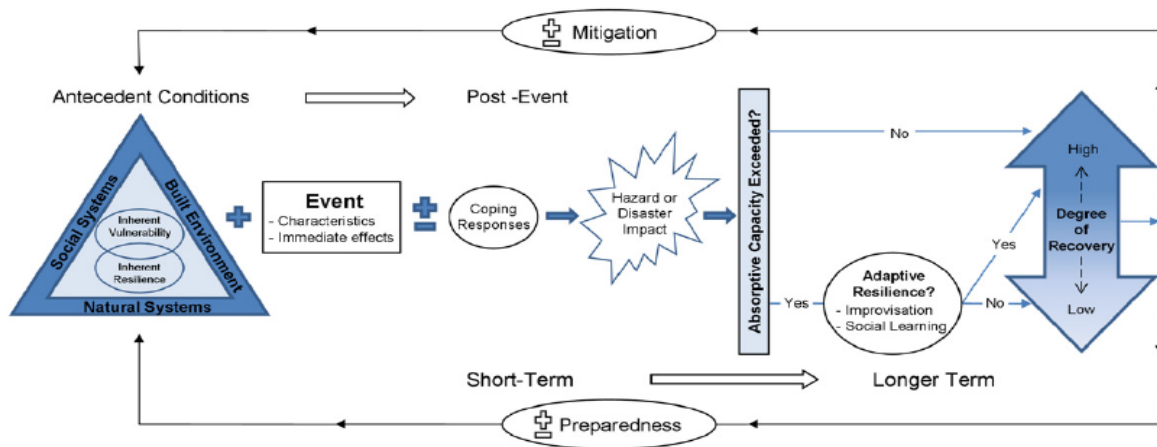 ± Mitigation
Antecedent Conditions
Post -Event
Social Systems
Built Environment
Natural Systems
Inherent
Vulnerability
Inherent
Resilience
+
Event
- Characteristics
- Immediate effects
±
Coping
Responses
Hazard or
Disaster
Impact
Absorptive Capacity Exceeded?
No
Yes
Adaptive
Resilience?
- Improvisation
- Social Learning
Yes
No
High
Degree
of
Recovery
Low
Short-Term
Longer Term
± Preparedness